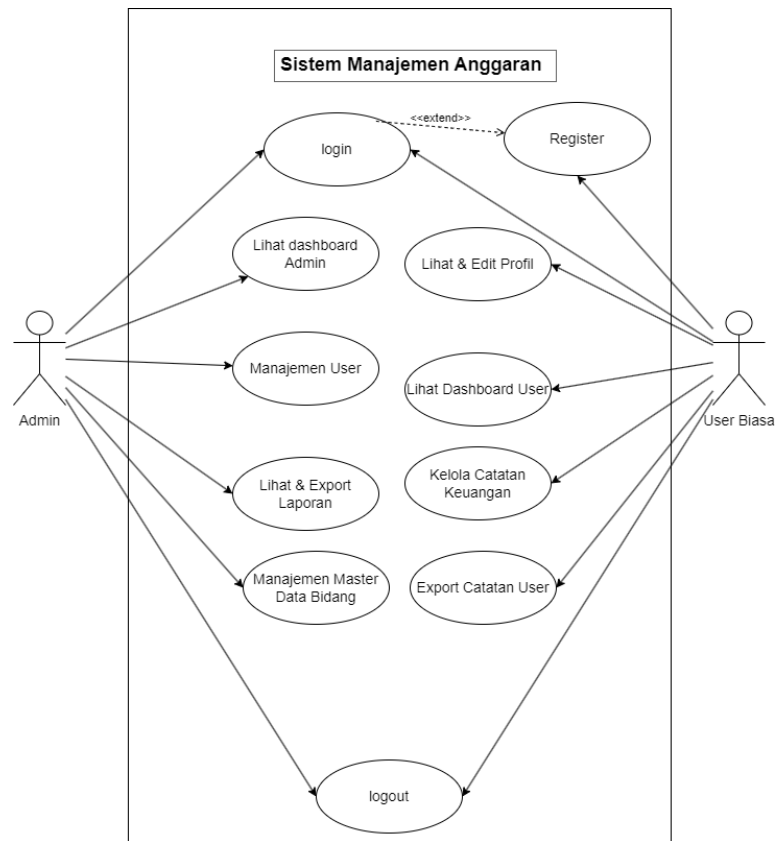 Sistem Manajemen Anggaran
<<extend>>
login
Register
Lihat dashboard
Admin
Lihat & Edit Profil
Manajemen User
Lihat Dashboard User
Admin
User Biasa
Lihat & Export
Laporan
Kelola Catatan
Keuangan
Manajemen Master
Data Bidang
Export Catatan User
logout